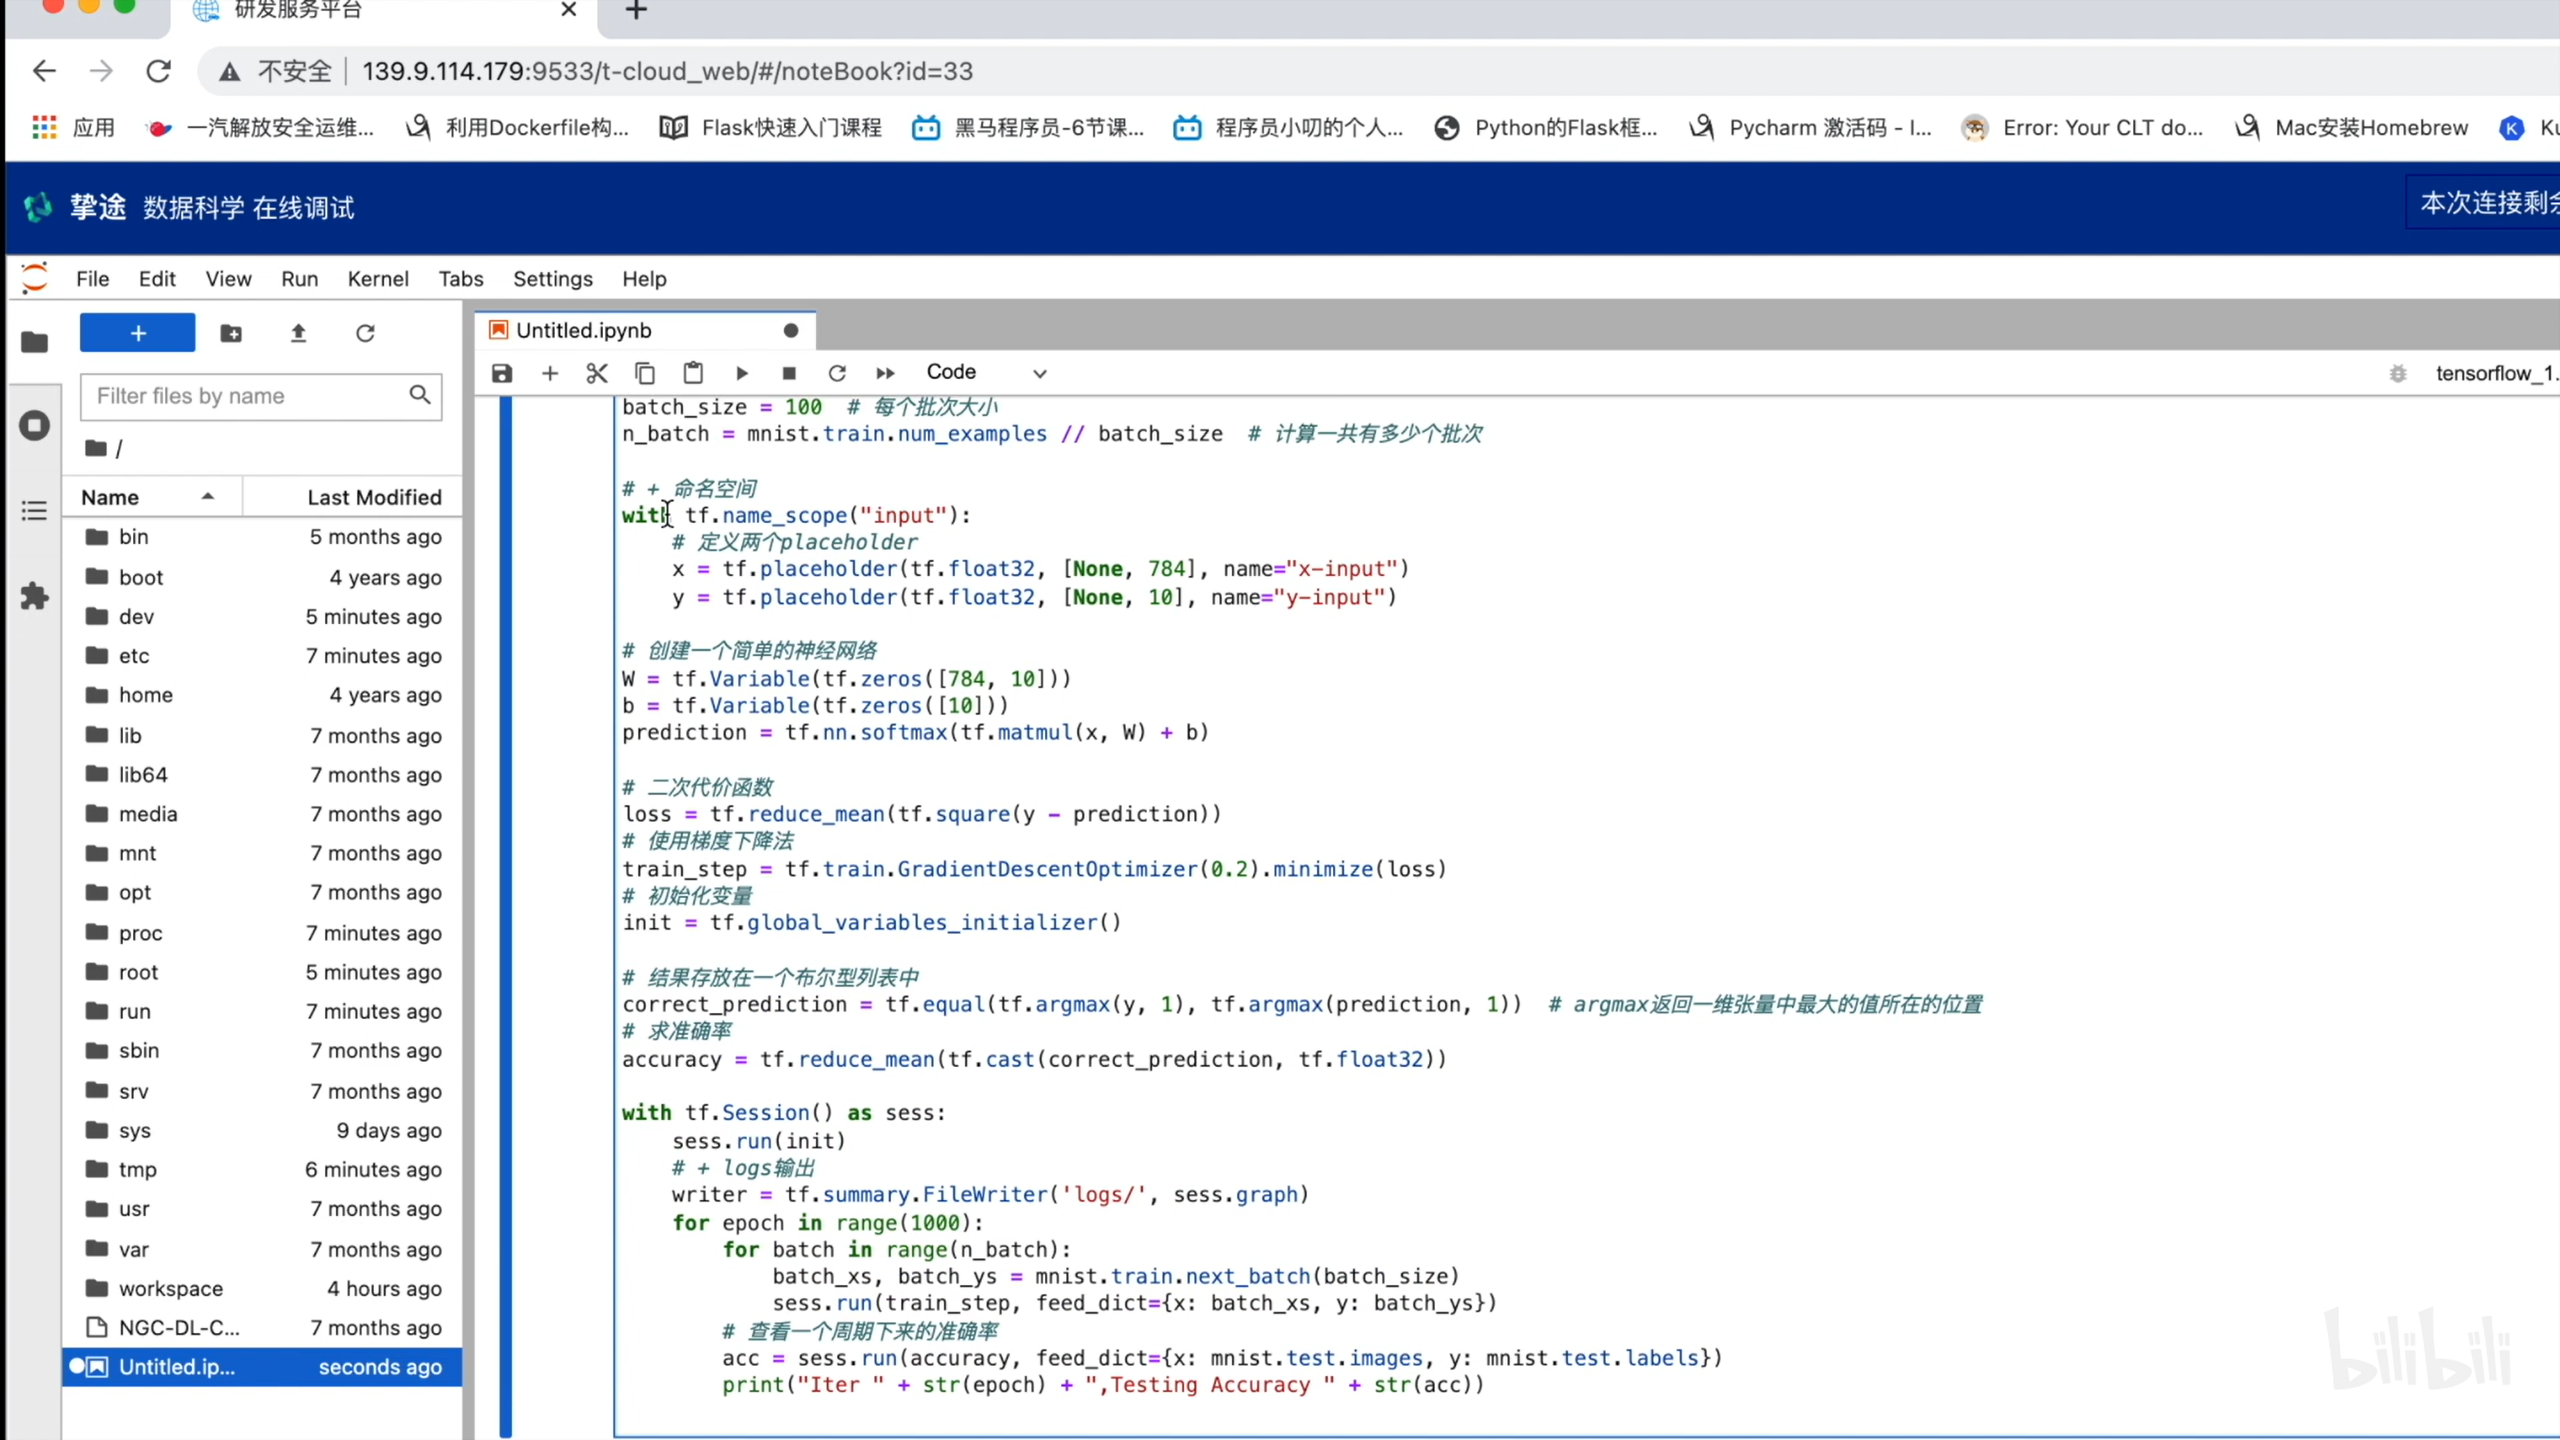 研发服务平台
不安全 139.9.114.179:9533/t-cloud_web/#/noteBook?id=33
应用 一汽解放安全运维... 利用Dockerfile构... Flask快速入门课程 黑马程序员-6节课... 程序员小叨的个人... Python的Flask框... Pycharm 激活码 - I... Error: Your CLT do... Mac安装Homebrew
挚途 数据科学 在线调试 本次连接剩
File Edit View Run Kernel Tabs Settings Help
Untitled.ipynb
Code
tensorflow_1.
Filter files by name
/
Name Last Modified
bin 5 months ago
boot 4 years ago
dev 5 minutes ago
etc 7 minutes ago
home 4 years ago
lib 7 months ago
lib64 7 months ago
media 7 months ago
mnt 7 months ago
opt 7 months ago
proc 7 minutes ago
root 5 minutes ago
run 7 minutes ago
sbin 7 months ago
srv 7 months ago
sys 9 days ago
tmp 6 minutes ago
usr 7 months ago
var 7 months ago
workspace 4 hours ago
NGC-DL-C... 7 months ago
Untitled.ip... seconds ago
batch_size = 100  # 每个批次大小
n_batch = mnist.train.num_examples // batch_size  # 计算一共有多少个批次
# + 命名空间
with tf.name_scope("input"):
    # 定义两个placeholder
    x = tf.placeholder(tf.float32, [None, 784], name="x-input")
    y = tf.placeholder(tf.float32, [None, 10], name="y-input")
# 创建一个简单的神经网络
W = tf.Variable(tf.zeros([784, 10]))
b = tf.Variable(tf.zeros([10]))
prediction = tf.nn.softmax(tf.matmul(x, W) + b)
# 二次代价函数
loss = tf.reduce_mean(tf.square(y - prediction))
# 使用梯度下降法
train_step = tf.train.GradientDescentOptimizer(0.2).minimize(loss)
# 初始化变量
init = tf.global_variables_initializer()
# 结果存放在一个布尔型列表中
correct_prediction = tf.equal(tf.argmax(y, 1), tf.argmax(prediction, 1))  # argmax返回一维张量中最大的值所在的位置
# 求准确率
accuracy = tf.reduce_mean(tf.cast(correct_prediction, tf.float32))
with tf.Session() as sess:
    sess.run(init)
    # + logs输出
    writer = tf.summary.FileWriter('logs/', sess.graph)
    for epoch in range(1000):
        for batch in range(n_batch):
            batch_xs, batch_ys = mnist.train.next_batch(batch_size)
            sess.run(train_step, feed_dict={x: batch_xs, y: batch_ys})
        # 查看一个周期下来的准确率
        acc = sess.run(accuracy, feed_dict={x: mnist.test.images, y: mnist.test.labels})
        print("Iter " + str(epoch) + ",Testing Accuracy " + str(acc))
bilibili